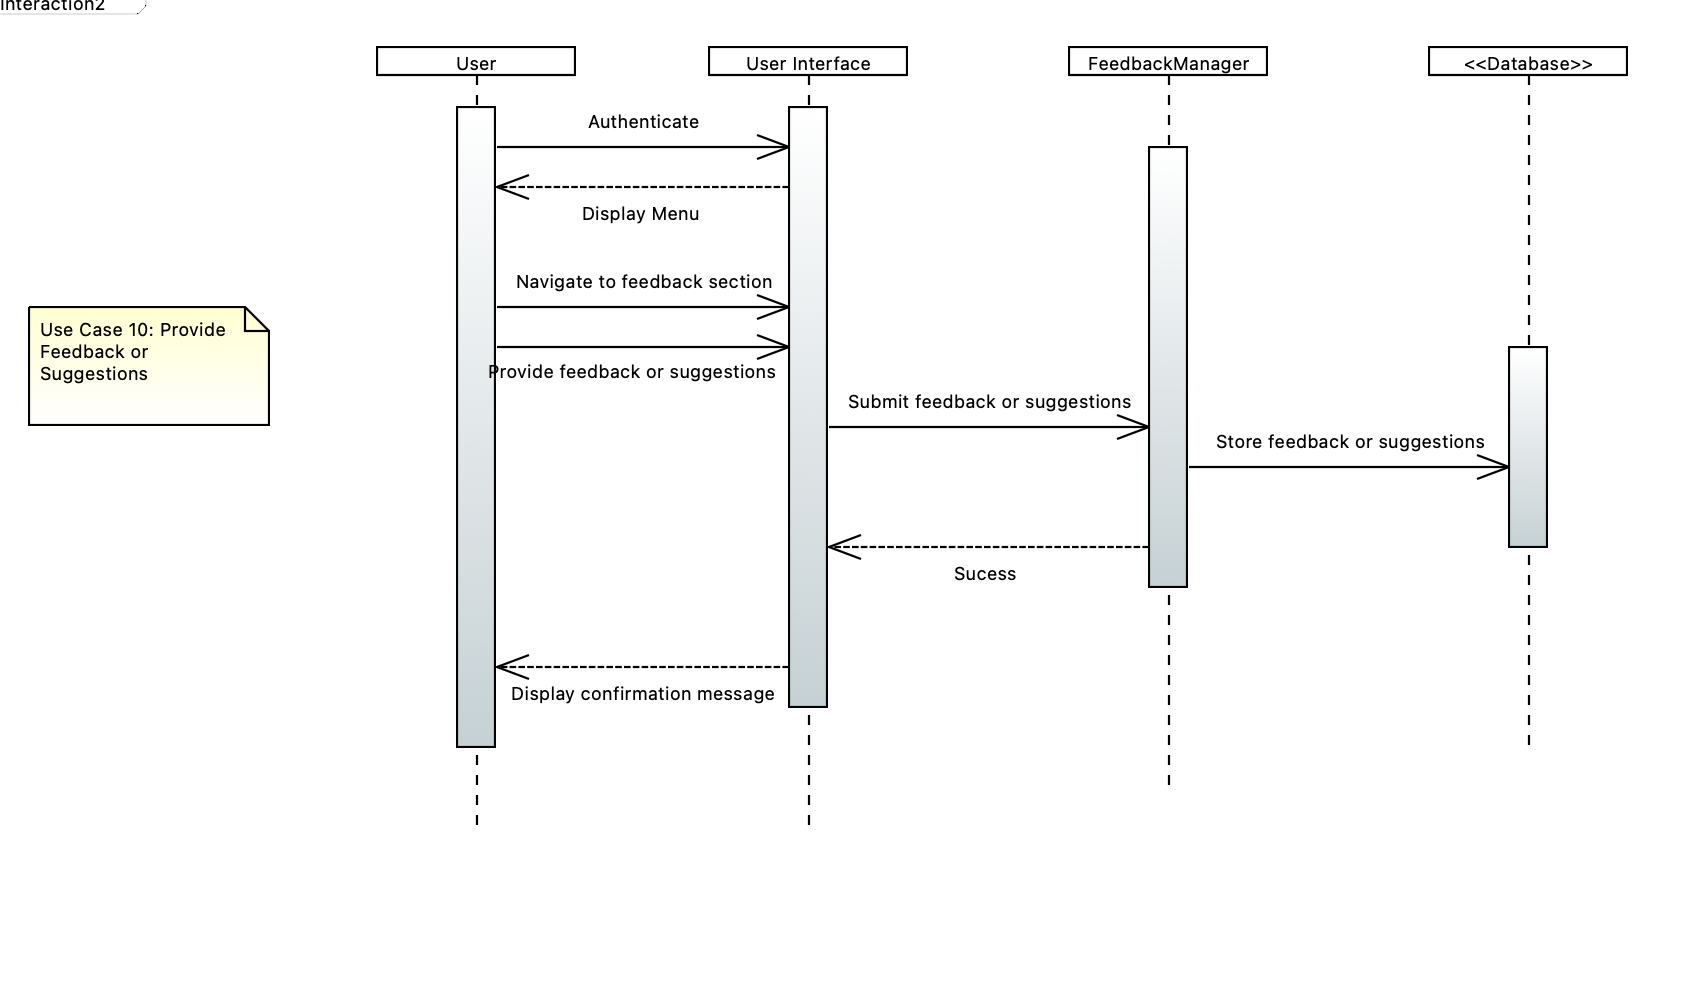 Interaction2
User
User Interface
FeedbackManager
<<Database>>
Authenticate
Display Menu
Navigate to feedback section
Use Case 10: Provide
Feedback or
Suggestions
Provide feedback or suggestions
Submit feedback or suggestions
Store feedback or suggestions
Sucess
Display confirmation message